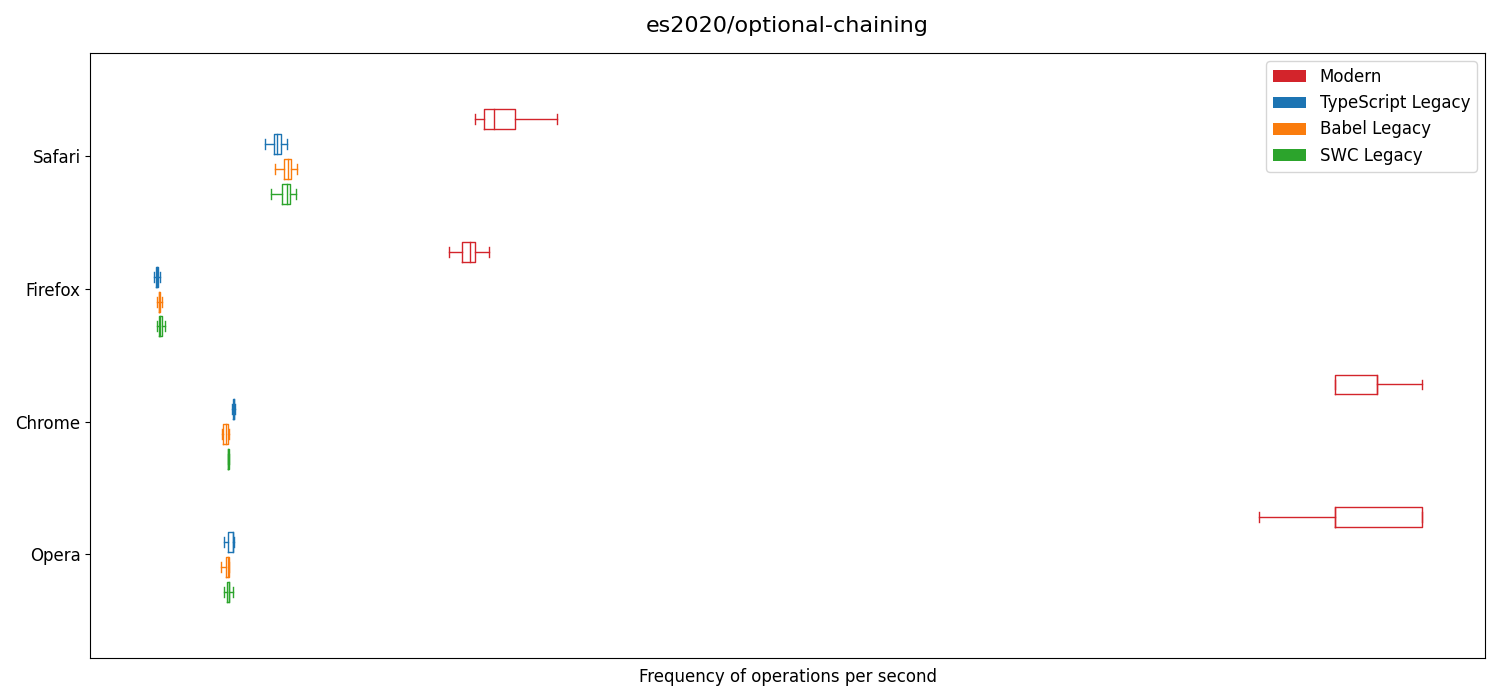 es2020/optional-chaining
Modern
TypeScript Legacy
Babel Legacy
SWC Legacy
Safari
Firefox
Chrome
Opera
Frequency of operations per second